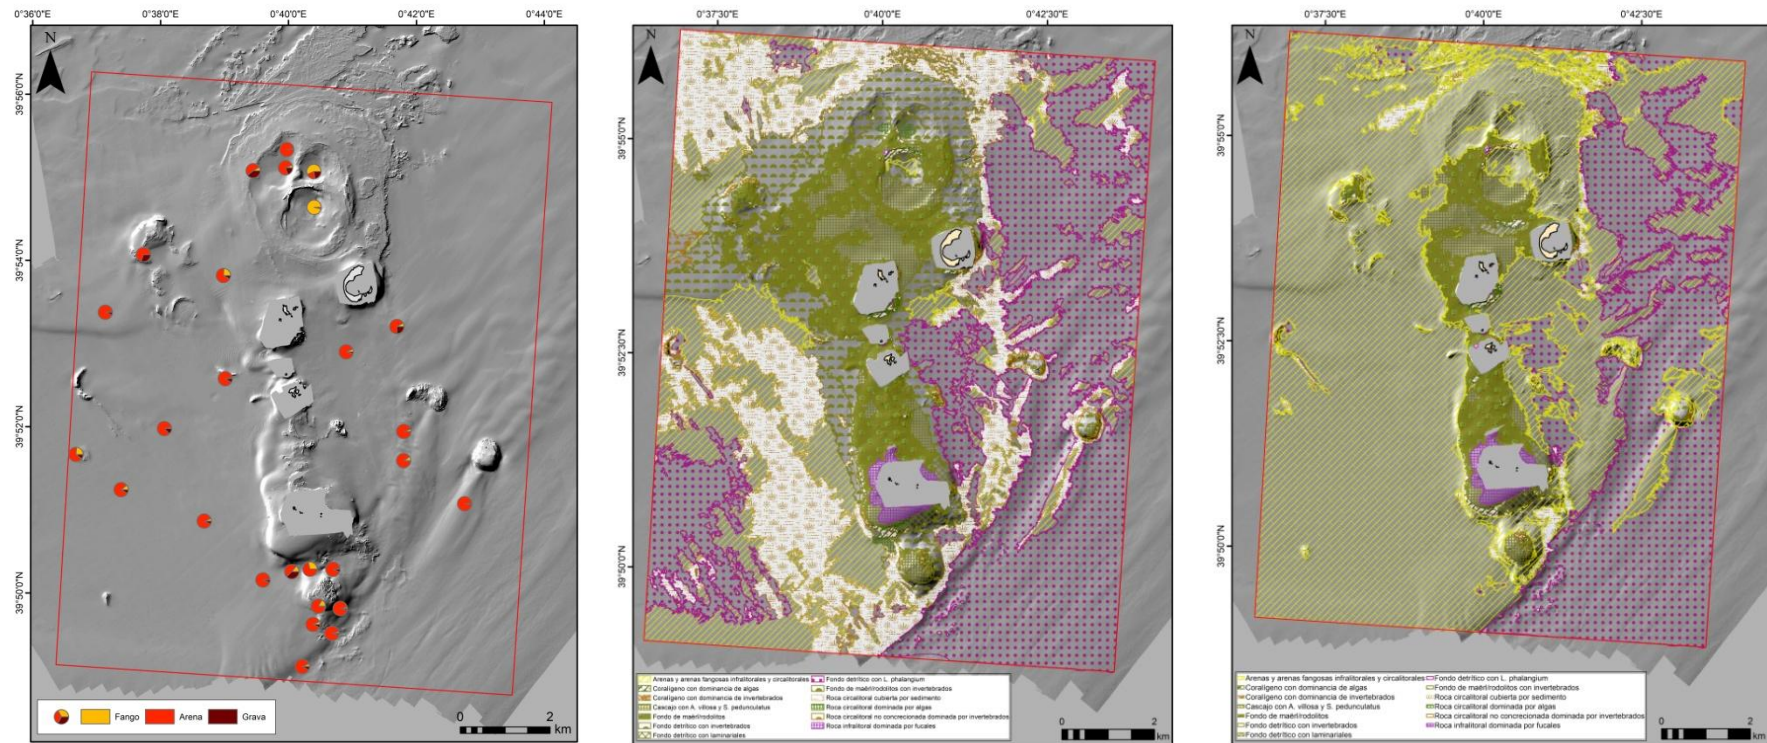 0°36'0"E 0°38'0"E 0°40'0"E 0°42'0"E 0°44'0"E
N
39°56'0"N
39°54'0"N
39°52'0"N
39°50'0"N
Fango Arena Grava
0 2
km
0°37'30"E 0°40'0"E 0°42'30"E
N
39°55'0"N
39°52'30"N
39°50'0"N
Arenas y arenas fangosas infralitorales y circalitorales
Coralígeno con dominancia de algas
Coralígeno con dominancia de invertebrados
Cascajo con A. villosa y S. pedunculatus
Fondo de maërl/rodolitos
Fondo detrítico con invertebrados
Fondo detrítico con laminariales
Fondo detrítico con L. phalangium
Fondo de maërl/rodolitos con invertebrados
Roca circalitoral cubierta por sedimento
Roca circalitoral dominada por algas
Roca circalitoral no concrecionada dominada por invertebrados
Roca infralitoral dominada por fucales
0 2
km
0°37'30"E 0°40'0"E 0°42'30"E
N
39°55'0"N
39°52'30"N
39°50'0"N
Arenas y arenas fangosas infralitorales y circalitorales
Coralígeno con dominancia de algas
Coralígeno con dominancia de invertebrados
Cascajo con A. villosa y S. pedunculatus
Fondo de maërl/rodolitos
Fondo detrítico con invertebrados
Fondo detrítico con laminariales
Fondo detrítico con L. phalangium
Fondo de maërl/rodolitos con invertebrados
Roca circalitoral cubierta por sedimento
Roca circalitoral dominada por algas
Roca circalitoral no concrecionada dominada por invertebrados
Roca infralitoral dominada por fucales
0 2
km